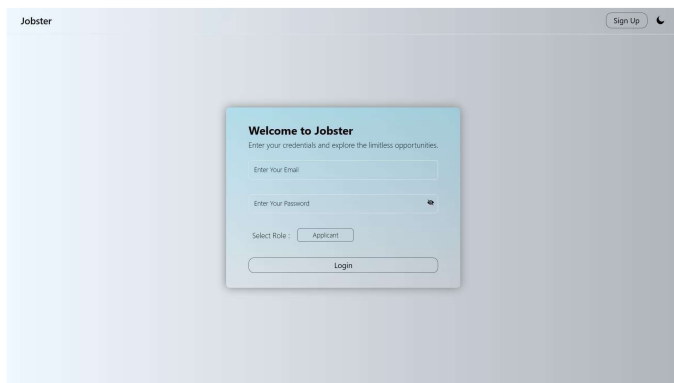 Jobster
Sign Up
Welcome to Jobster
Enter your credentials and explore the limitless opportunities.
Enter Your Email
Enter Your Password
Select Role :
Applicant
Login